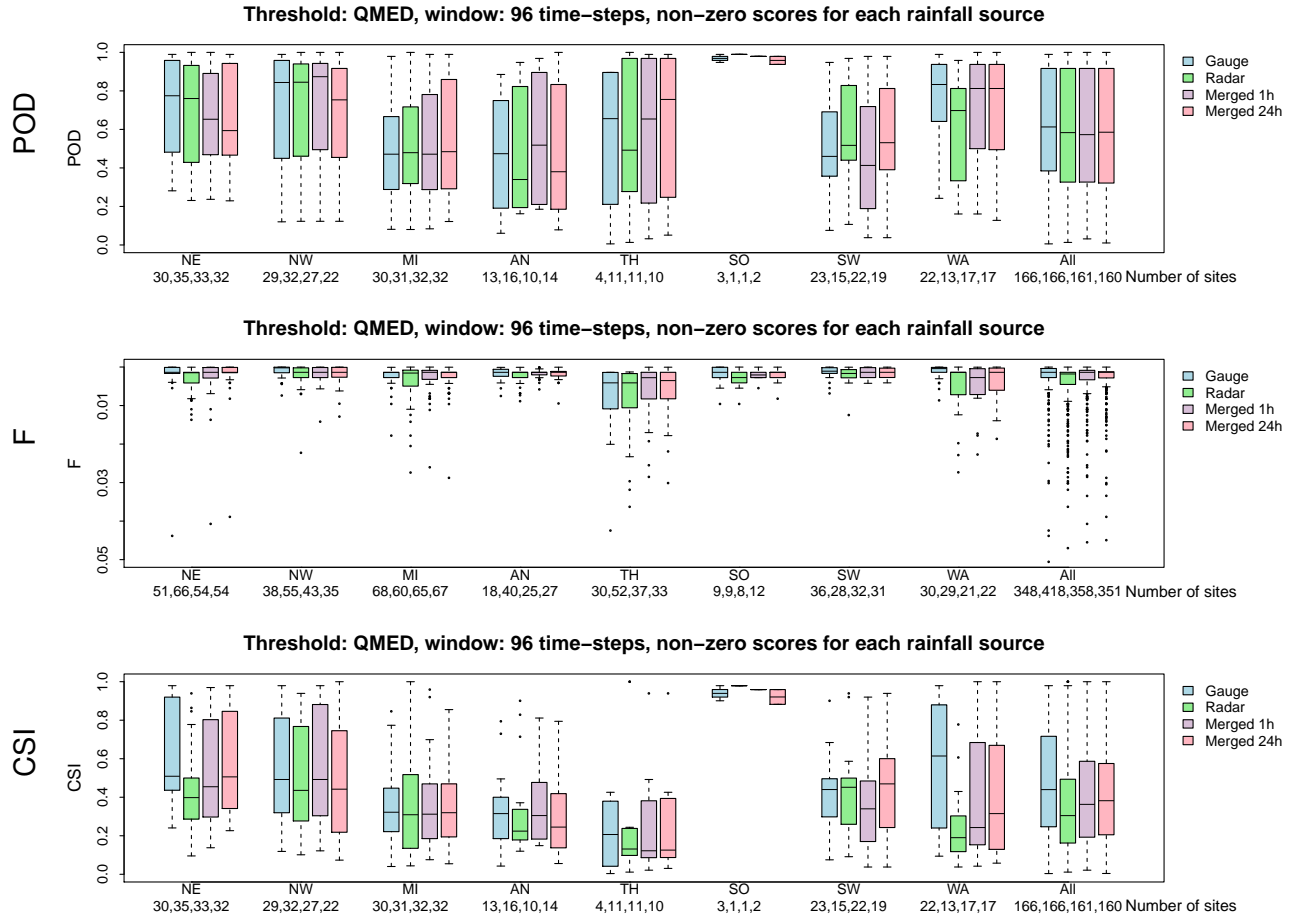 Threshold: QMED, window: 96 time−steps, non−zero scores for each rainfall source
POD
POD
0.0 0.2 0.4 0.6 0.8 1.0
Gauge
Radar
Merged 1h
Merged 24h
NE NW MI AN TH SO SW WA All
30,35,33,32 29,32,27,22 30,31,32,32 13,16,10,14 4,11,11,10 3,1,1,2 23,15,22,19 22,13,17,17 166,166,161,160 Number of sites
Threshold: QMED, window: 96 time−steps, non−zero scores for each rainfall source
F
F
0.05 0.03 0.01
Gauge
Radar
Merged 1h
Merged 24h
NE NW MI AN TH SO SW WA All
51,66,54,54 38,55,43,35 68,60,65,67 18,40,25,27 30,52,37,33 9,9,8,12 36,28,32,31 30,29,21,22 348,418,358,351 Number of sites
Threshold: QMED, window: 96 time−steps, non−zero scores for each rainfall source
CSI
CSI
0.0 0.2 0.4 0.6 0.8 1.0
Gauge
Radar
Merged 1h
Merged 24h
NE NW MI AN TH SO SW WA All
30,35,33,32 29,32,27,22 30,31,32,32 13,16,10,14 4,11,11,10 3,1,1,2 23,15,22,19 22,13,17,17 166,166,161,160 Number of sites